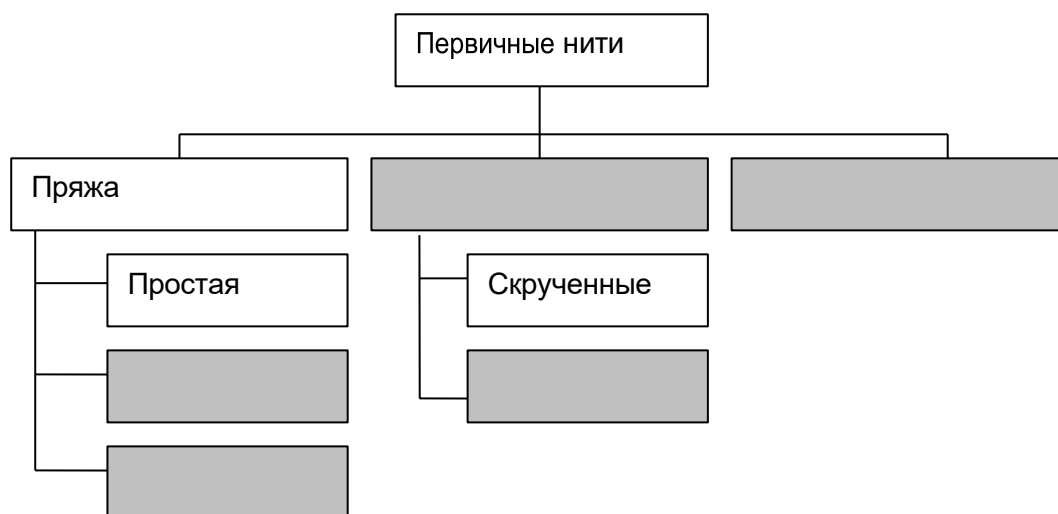 Первичные нити
Пряжа
Простая
Скрученные